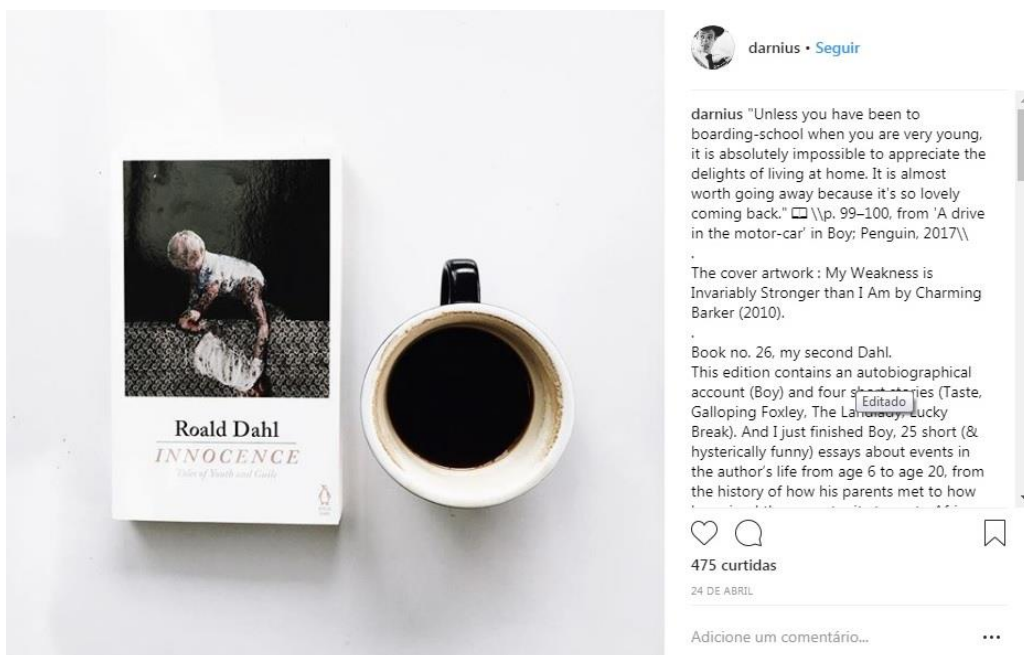 Roald Dahl
INNOCENCE
Tales of Youth and Guile
darnius • Seguir
darnius "Unless you have been to
boarding-school when you are very young,
it is absolutely impossible to appreciate the
delights of living at home. It is almost
worth going away because it's so lovely
coming back." \\p. 99–100, from 'A drive
in the motor-car' in Boy; Penguin, 2017\\
.
The cover artwork : My Weakness is
Invariably Stronger than I Am by Charming
Barker (2010).
.
Book no. 26, my second Dahl.
This edition contains an autobiographical
account (Boy) and four short stories (Taste,
Editado
Galloping Foxley, The Landlady, Lucky
Break). And I just finished Boy, 25 short (&
hysterically funny) essays about events in
the author's life from age 6 to age 20, from
the history of how his parents met to how
475 curtidas
24 DE ABRIL
Adicione um comentário...